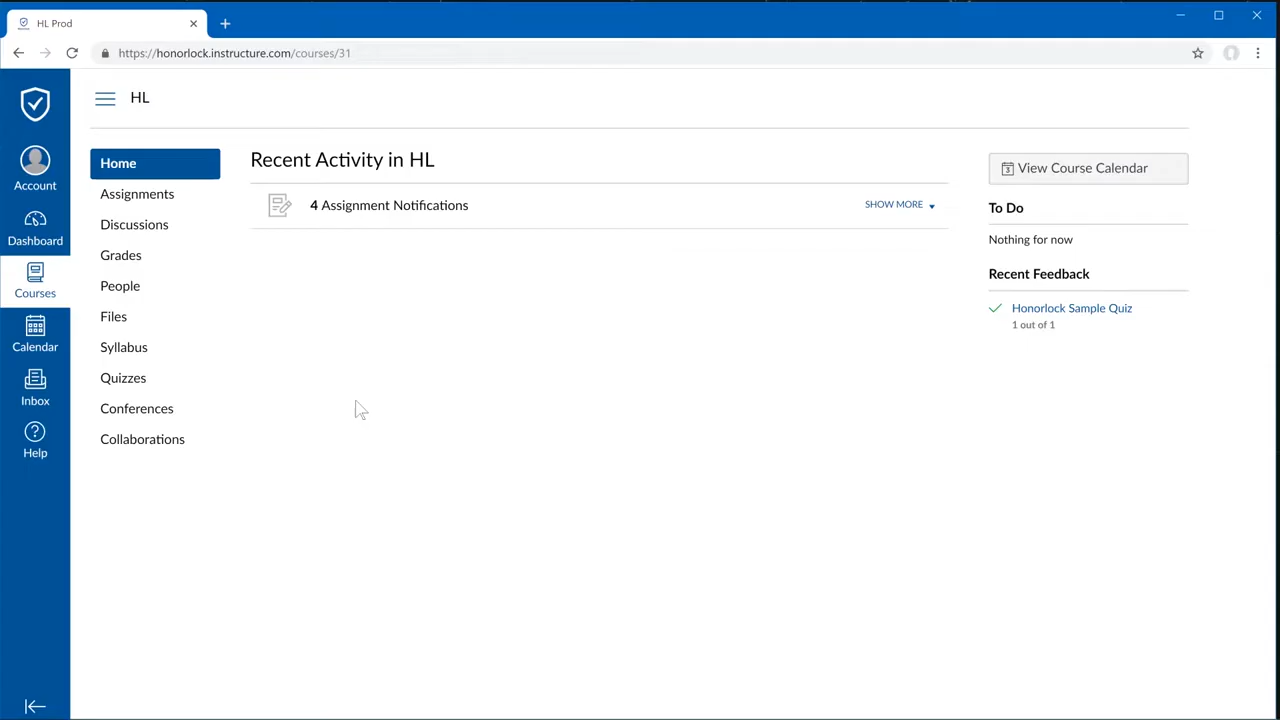 HL Prod
https://honorlock.instructure.com/courses/31
HL
Account
Dashboard
Courses
Calendar
Inbox
Help
Home
Assignments
Discussions
Grades
People
Files
Syllabus
Quizzes
Conferences
Collaborations
Recent Activity in HL
4 Assignment Notifications
SHOW MORE
3 View Course Calendar
To Do
Nothing for now
Recent Feedback
Honorlock Sample Quiz
1 out of 1